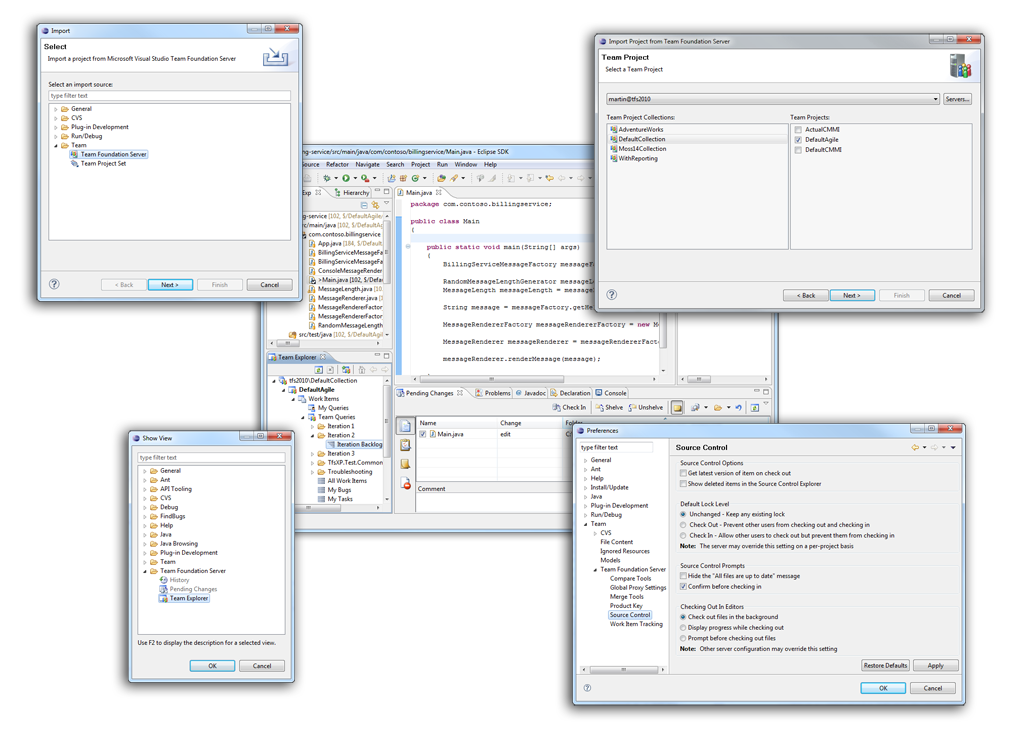 Import
Select
Import a project from Microsoft Visual Studio Team Foundation Server
Select an import source:
type filter text
General
CVS
Plug-in Development
Run/Debug
Team
Team Foundation Server
Team Project Set
< Back
Next >
Finish
Cancel
Import Project from Team Foundation Server
Team Project
Select a Team Project
martin@tfs2010
Servers...
Team Project Collections:
AdventureWorks
DefaultCollection
Moss14Collection
WithReporting
Team Projects:
ActualCMMI
DefaultAgile
DefaultCMMI
< Back
Next >
Finish
Cancel
ng-service/src/main/java/com/contoso/billingservice/Main.java - Eclipse SDK
ource Refactor Navigate Search Project Run Window Help
Exp
Hierarchy
g-service [102, $/DefaultAgile/
rc/main/java [102, $/DefaultA
com.contoso.billingservice
App.java [184, $/Default
BillingServiceMessageFa
BillingServiceMessageFa
ConsoleMessageRender
> Main.java [102, $/Defa
MessageLength.java [10
MessageRenderer.java [
MessageRendererFactor
MessageRendererFactor
RandomMessageLength
src/test/java [102, $/DefaultAgil
Main.java
package com.contoso.billingservice;
public class Main
{
public static void main(String[] args)
{
BillingServiceMessageFactory messageF
RandomMessageLengthGenerator messageL
MessageLength messageLength = message
String message = messageFactory.getMe
MessageRendererFactory messageRendererFactory = new M
MessageRenderer messageRenderer = messageRendererFact
messageRenderer.renderMessage(message);
Team Explorer
tfs2010\DefaultCollection
DefaultAgile
Work Items
My Queries
Team Queries
Iteration 1
Iteration 2
Iteration Backlog
Iteration 3
TfsXP.Test.Common
Troubleshooting
All Work Items
My Bugs
My Tasks
Pending Changes
Problems
Javadoc
Declaration
Console
Check In
Shelve
Unshelve
Name
Change
Folder
Main.java
edit
C:/
Comment
Show View
type filter text
General
Ant
API Tooling
CVS
Debug
FindBugs
Help
Java
Java Browsing
Plug-in Development
Team
Team Foundation Server
History
Pending Changes
Team Explorer
Use F2 to display the description for a selected view.
OK
Cancel
Preferences
type filter text
General
Ant
Help
Install/Update
Java
Plug-in Development
Run/Debug
Team
CVS
File Content
Ignored Resources
Models
Team Foundation Server
Compare Tools
Global Proxy Settings
Merge Tools
Product Key
Source Control
Work Item Tracking
Source Control
Source Control Options
Get latest version of item on check out
Show deleted items in the Source Control Explorer
Default Lock Level
Unchanged - Keep any existing lock
Check Out - Prevent other users from checking out and checking in
Check In - Allow other users to check out but prevent them from checking in
Note: The server may override this setting on a per-project basis
Source Control Prompts
Hide the "All files are up to date" message
Confirm before checking in
Checking Out In Editors
Check out files in the background
Display progress while checking out
Prompt before checking out files
Note: Other server configuration may override this setting
Restore Defaults
Apply
OK
Cancel